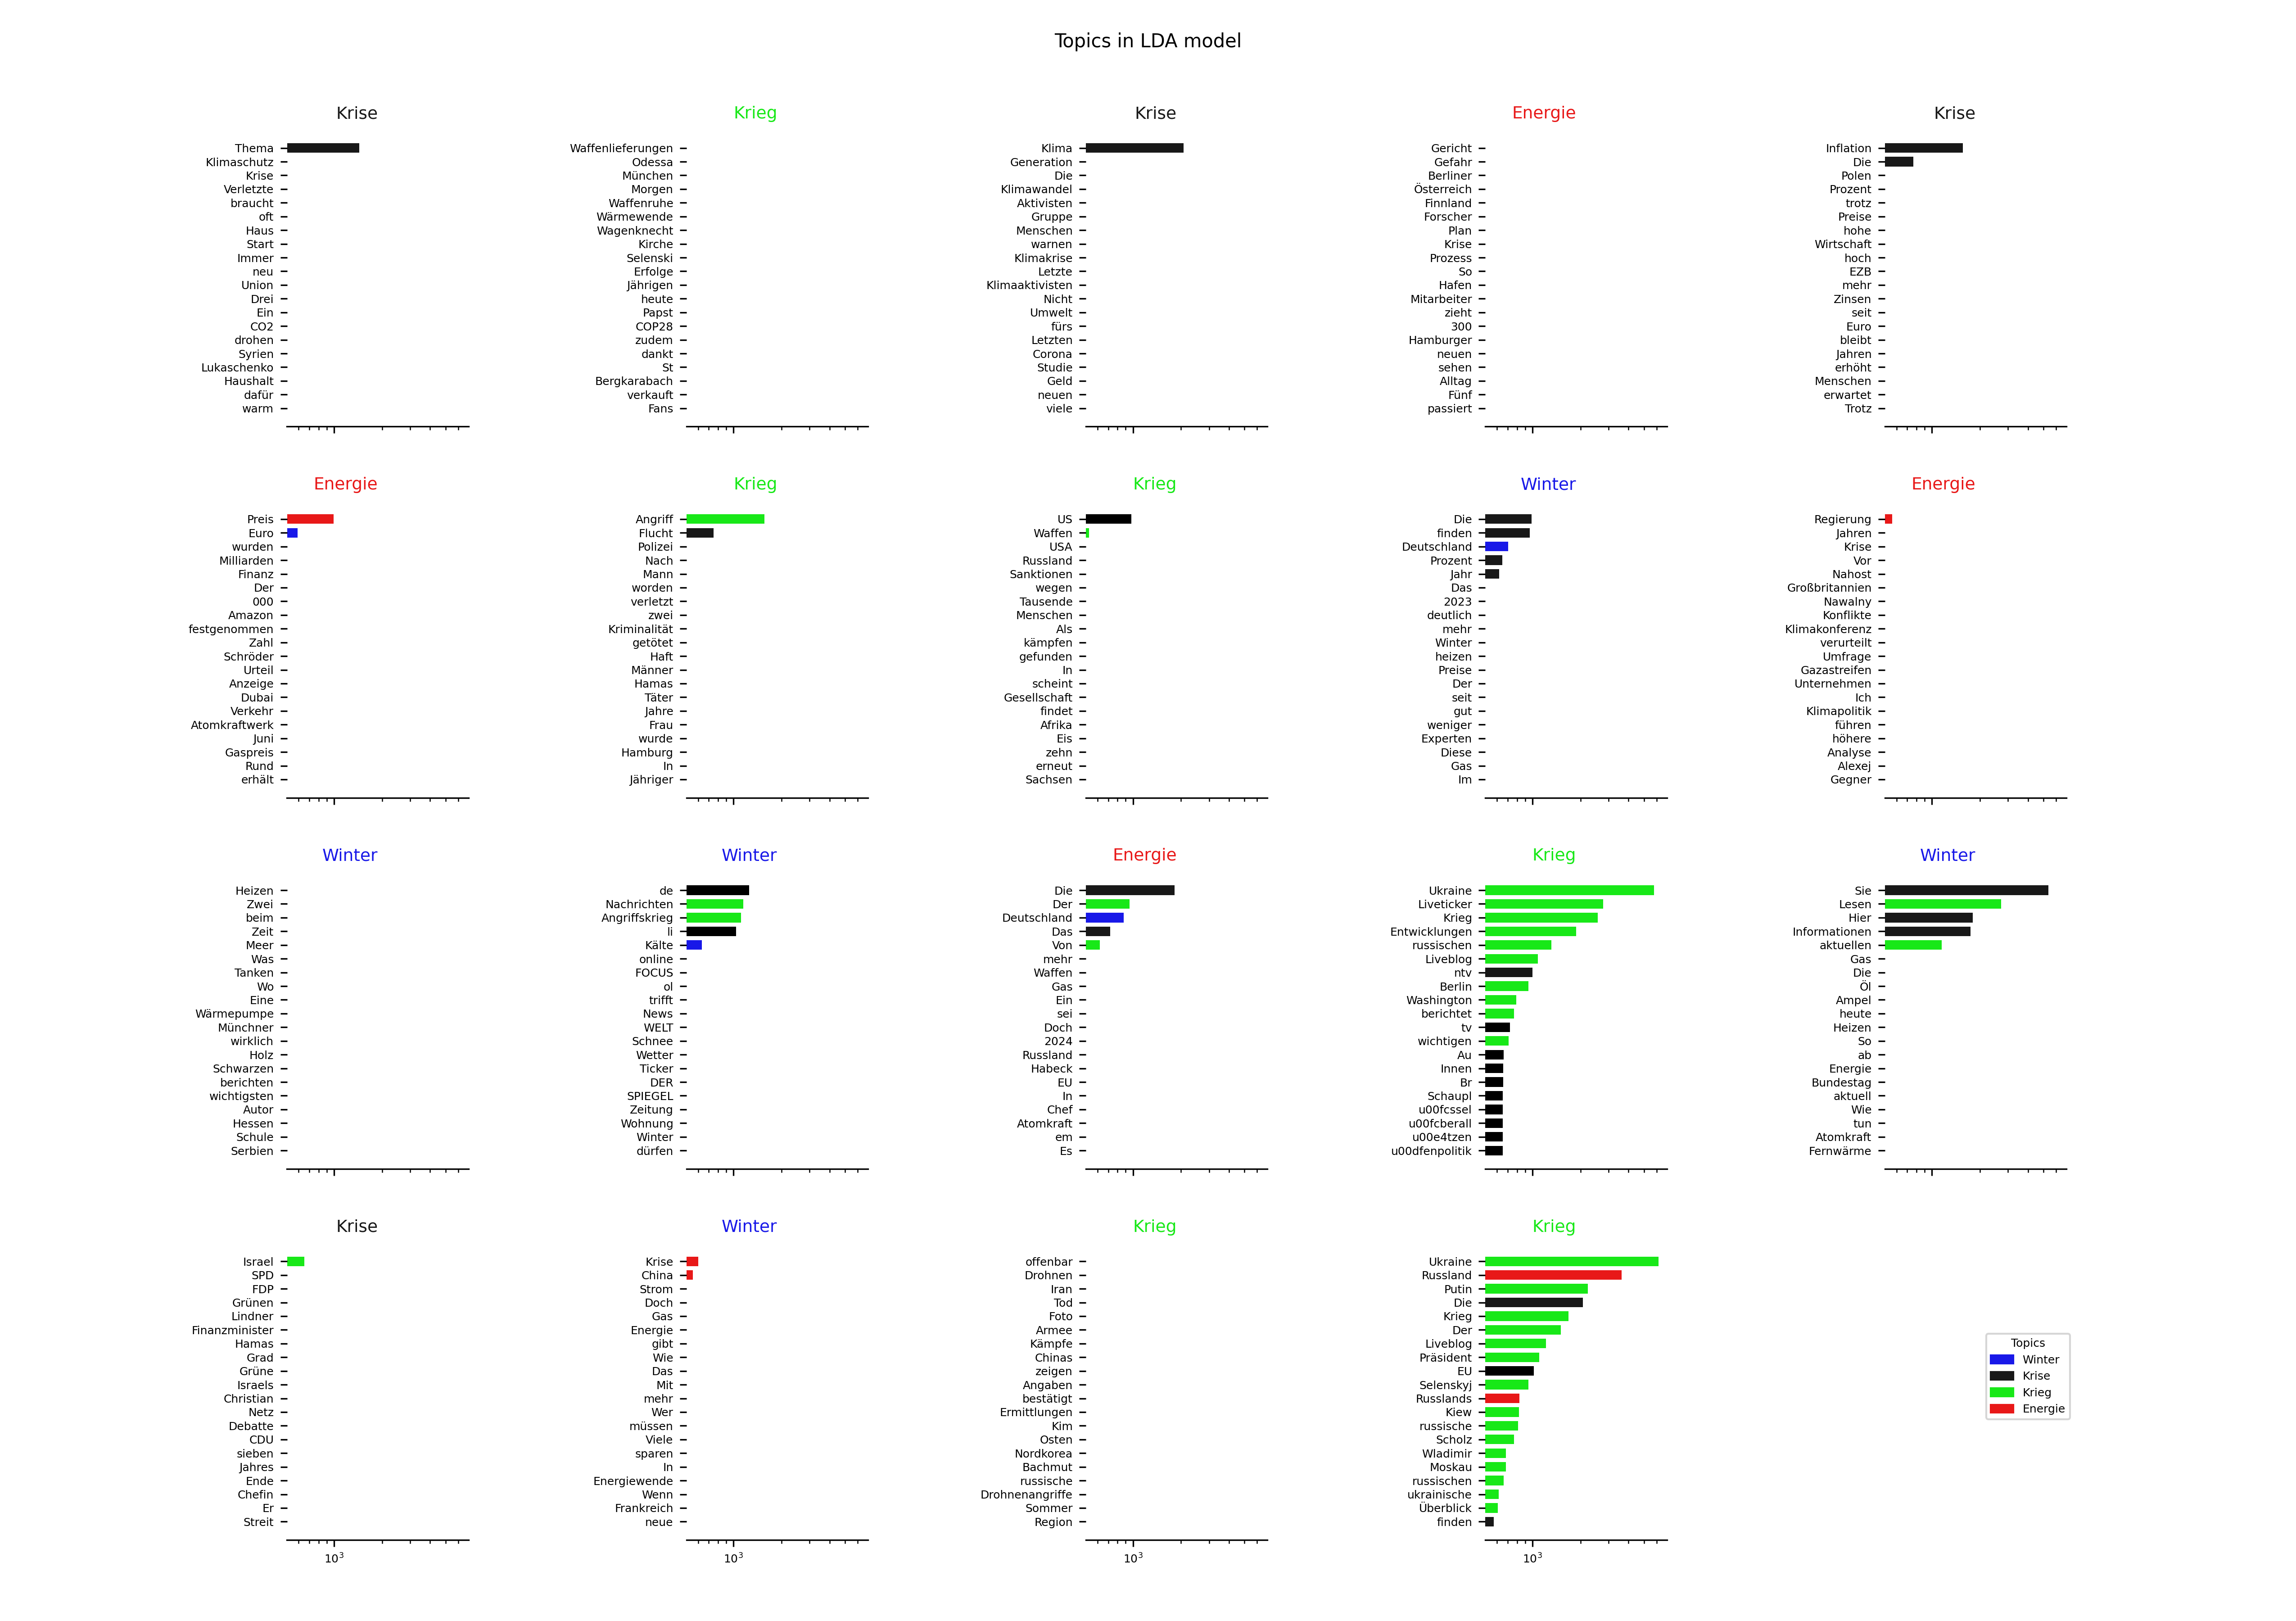 Topics in LDA model
Krise
Thema
Klimaschutz
Krise
Verletzte
braucht
oft
Haus
Start
Immer
neu
Union
Drei
Ein
CO2
drohen
Syrien
Lukaschenko
Haushalt
dafür
warm
Krieg
Waffenlieferungen
Odessa
München
Morgen
Waffenruhe
Wärmewende
Wagenknecht
Kirche
Selenski
Erfolge
Jährigen
heute
Papst
COP28
zudem
dankt
St
Bergkarabach
verkauft
Fans
Krise
Klima
Generation
Die
Klimawandel
Aktivisten
Gruppe
Menschen
warnen
Klimakrise
Letzte
Klimaaktivisten
Nicht
Umwelt
fürs
Letzten
Corona
Studie
Geld
neuen
viele
Energie
Gericht
Gefahr
Berliner
Österreich
Finnland
Forscher
Plan
Krise
Prozess
So
Hafen
Mitarbeiter
zieht
300
Hamburger
neuen
sehen
Alltag
Fünf
passiert
Krise
Inflation
Die
Polen
Prozent
trotz
Preise
hohe
Wirtschaft
hoch
EZB
mehr
Zinsen
seit
Euro
bleibt
Jahren
erhöht
Menschen
erwartet
Trotz
Energie
Preis
Euro
wurden
Milliarden
Finanz
Der
000
Amazon
festgenommen
Zahl
Schröder
Urteil
Anzeige
Dubai
Verkehr
Atomkraftwerk
Juni
Gaspreis
Rund
erhält
Krieg
Angriff
Flucht
Polizei
Nach
Mann
worden
verletzt
zwei
Kriminalität
getötet
Haft
Männer
Hamas
Täter
Jahre
Frau
wurde
Hamburg
In
Jähriger
Krieg
US
Waffen
USA
Russland
Sanktionen
wegen
Tausende
Menschen
Als
kämpfen
gefunden
In
scheint
Gesellschaft
findet
Afrika
Eis
zehn
erneut
Sachsen
Winter
Die
finden
Deutschland
Prozent
Jahr
Das
2023
deutlich
mehr
Winter
heizen
Preise
Der
seit
gut
weniger
Experten
Diese
Gas
Im
Energie
Regierung
Jahren
Krise
Vor
Nahost
Großbritannien
Nawalny
Konflikte
Klimakonferenz
verurteilt
Umfrage
Gazastreifen
Unternehmen
Ich
Klimapolitik
führen
höhere
Analyse
Alexej
Gegner
Winter
Heizen
Zwei
beim
Zeit
Meer
Was
Tanken
Wo
Eine
Wärmepumpe
Münchner
wirklich
Holz
Schwarzen
berichten
wichtigsten
Autor
Hessen
Schule
Serbien
Winter
de
Nachrichten
Angriffskrieg
li
Kälte
online
FOCUS
ol
trifft
News
WELT
Schnee
Wetter
Ticker
DER
SPIEGEL
Zeitung
Wohnung
Winter
dürfen
Energie
Die
Der
Deutschland
Das
Von
mehr
Waffen
Gas
Ein
sei
Doch
2024
Russland
Habeck
EU
In
Chef
Atomkraft
em
Es
Krieg
Ukraine
Liveticker
Krieg
Entwicklungen
russischen
Liveblog
ntv
Berlin
Washington
berichtet
tv
wichtigen
Au
Innen
Br
Schaupl
u00fcssel
u00fcberall
u00e4tzen
u00dfenpolitik
Winter
Sie
Lesen
Hier
Informationen
aktuellen
Gas
Die
Öl
Ampel
heute
Heizen
So
ab
Energie
Bundestag
aktuell
Wie
tun
Atomkraft
Fernwärme
Krise
Israel
SPD
FDP
Grünen
Lindner
Finanzminister
Hamas
Grad
Grüne
Israels
Christian
Netz
Debatte
CDU
sieben
Jahres
Ende
Chefin
Er
Streit
10³
Winter
Krise
China
Strom
Doch
Gas
Energie
gibt
Wie
Das
Mit
mehr
Wer
müssen
Viele
sparen
In
Energiewende
Wenn
Frankreich
neue
10³
Krieg
offenbar
Drohnen
Iran
Tod
Foto
Armee
Kämpfe
Chinas
zeigen
Angaben
bestätigt
Ermittlungen
Kim
Osten
Nordkorea
Bachmut
russische
Drohnenangriffe
Sommer
Region
10³
Krieg
Ukraine
Russland
Putin
Die
Krieg
Der
Liveblog
Präsident
EU
Selenskyj
Russlands
Kiew
russische
Scholz
Wladimir
Moskau
russischen
ukrainische
Überblick
finden
10³
Topics
Winter
Krise
Krieg
Energie